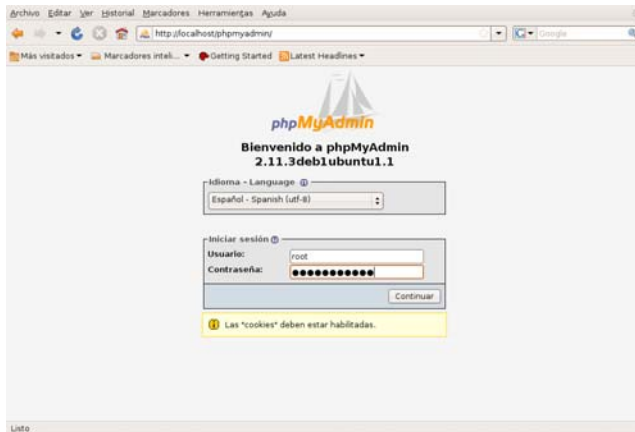 Archivo Editar Ver Historial Marcadores Herramientas Ayuda
http://localhost/phpmyadmin/
Google
Más visitados Marcadores inteli... Getting Started Latest Headlines
phpMyAdmin
Bienvenido a phpMyAdmin
2.11.3deb1ubuntu1.1
Idioma - Language
Español - Spanish (utf-8)
Iniciar sesión
Usuario: root
Contraseña: ●●●●●●●●●●●
Continuar
Las "cookies" deben estar habilitadas.
Listo